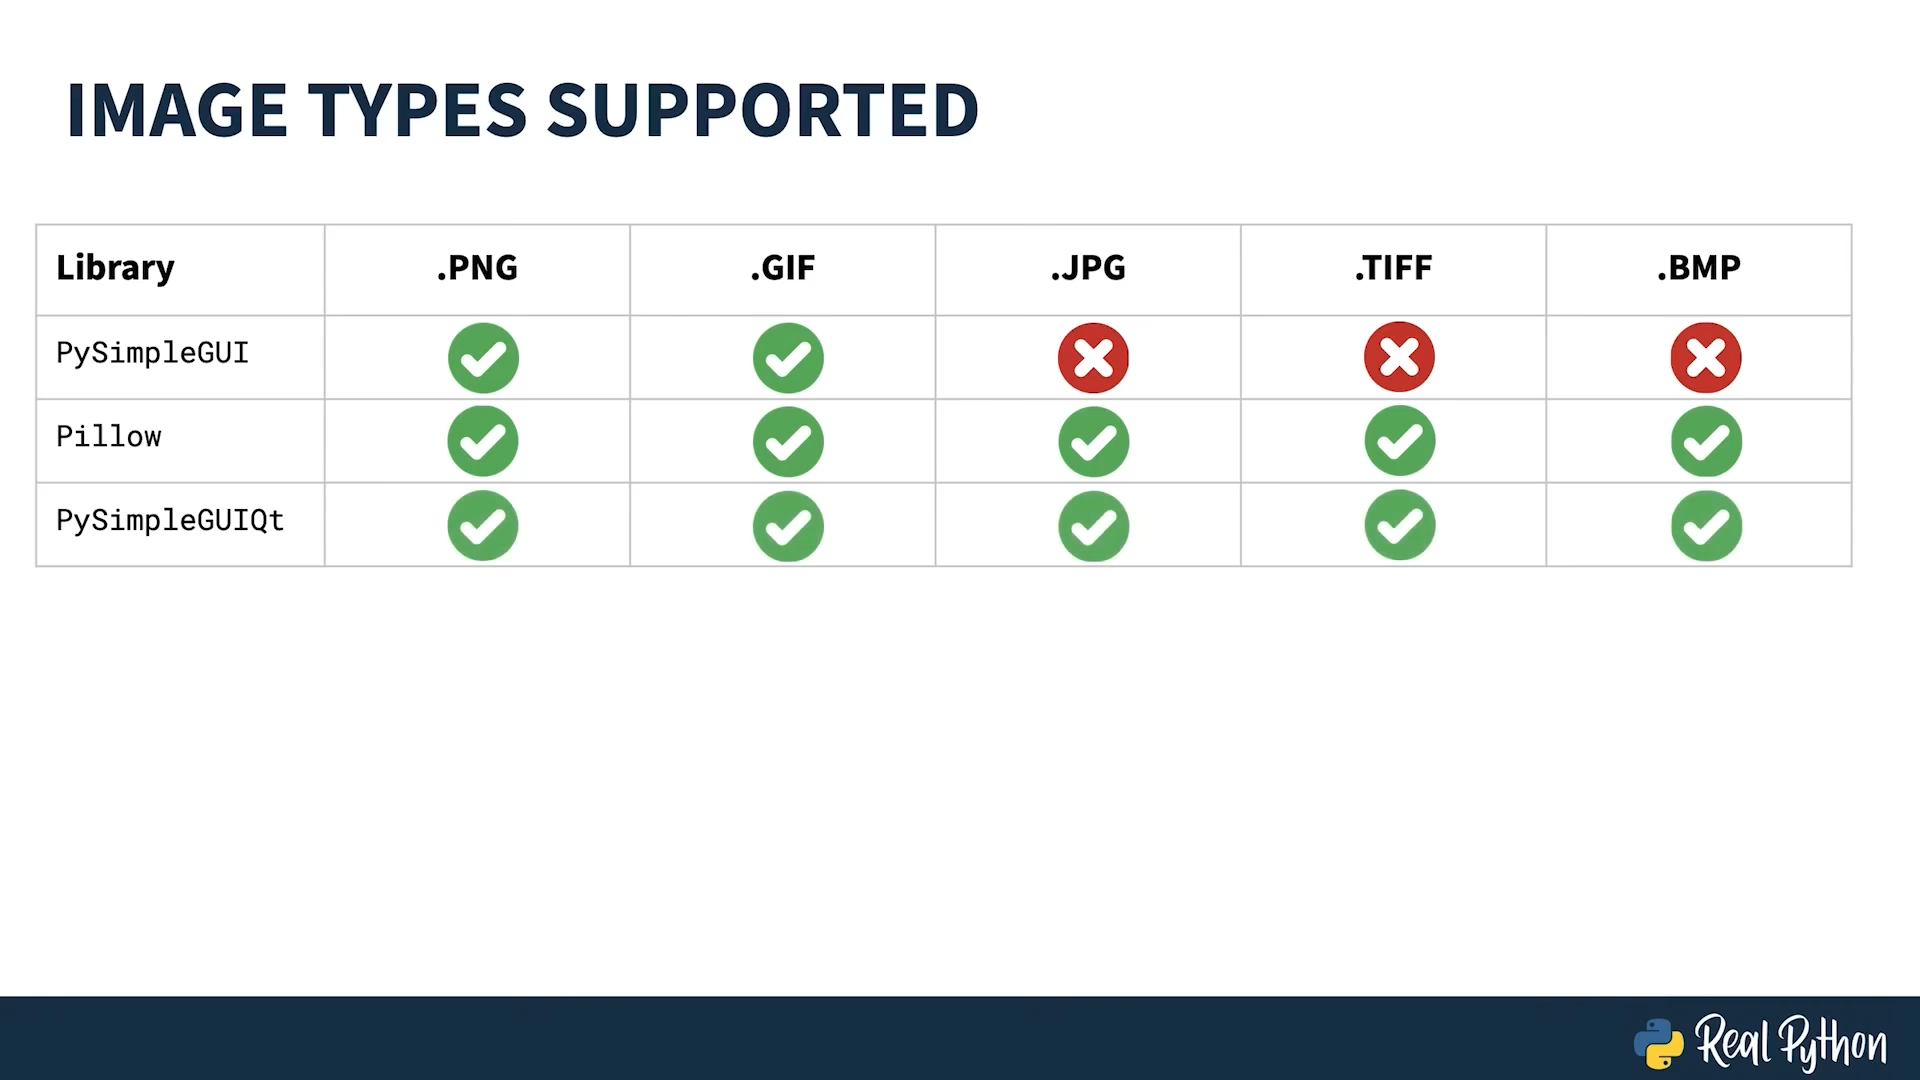 IMAGE TYPES SUPPORTED
Library .PNG .GIF .JPG .TIFF .BMP
PySimpleGUI
Pillow
PySimpleGUIQt
Real Python